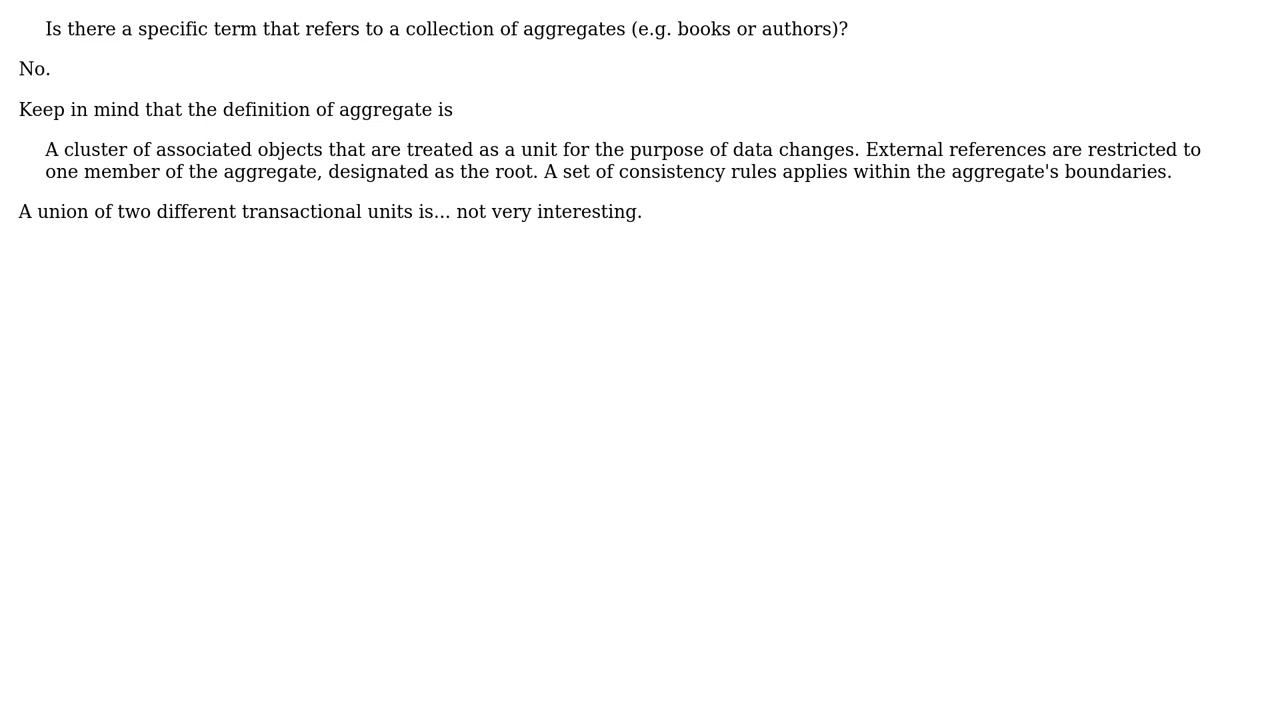 Is there a specific term that refers to a collection of aggregates (e.g. books or authors)?
No.
Keep in mind that the definition of aggregate is
A cluster of associated objects that are treated as a unit for the purpose of data changes. External references are restricted to
one member of the aggregate, designated as the root. A set of consistency rules applies within the aggregate's boundaries.
A union of two different transactional units is... not very interesting.